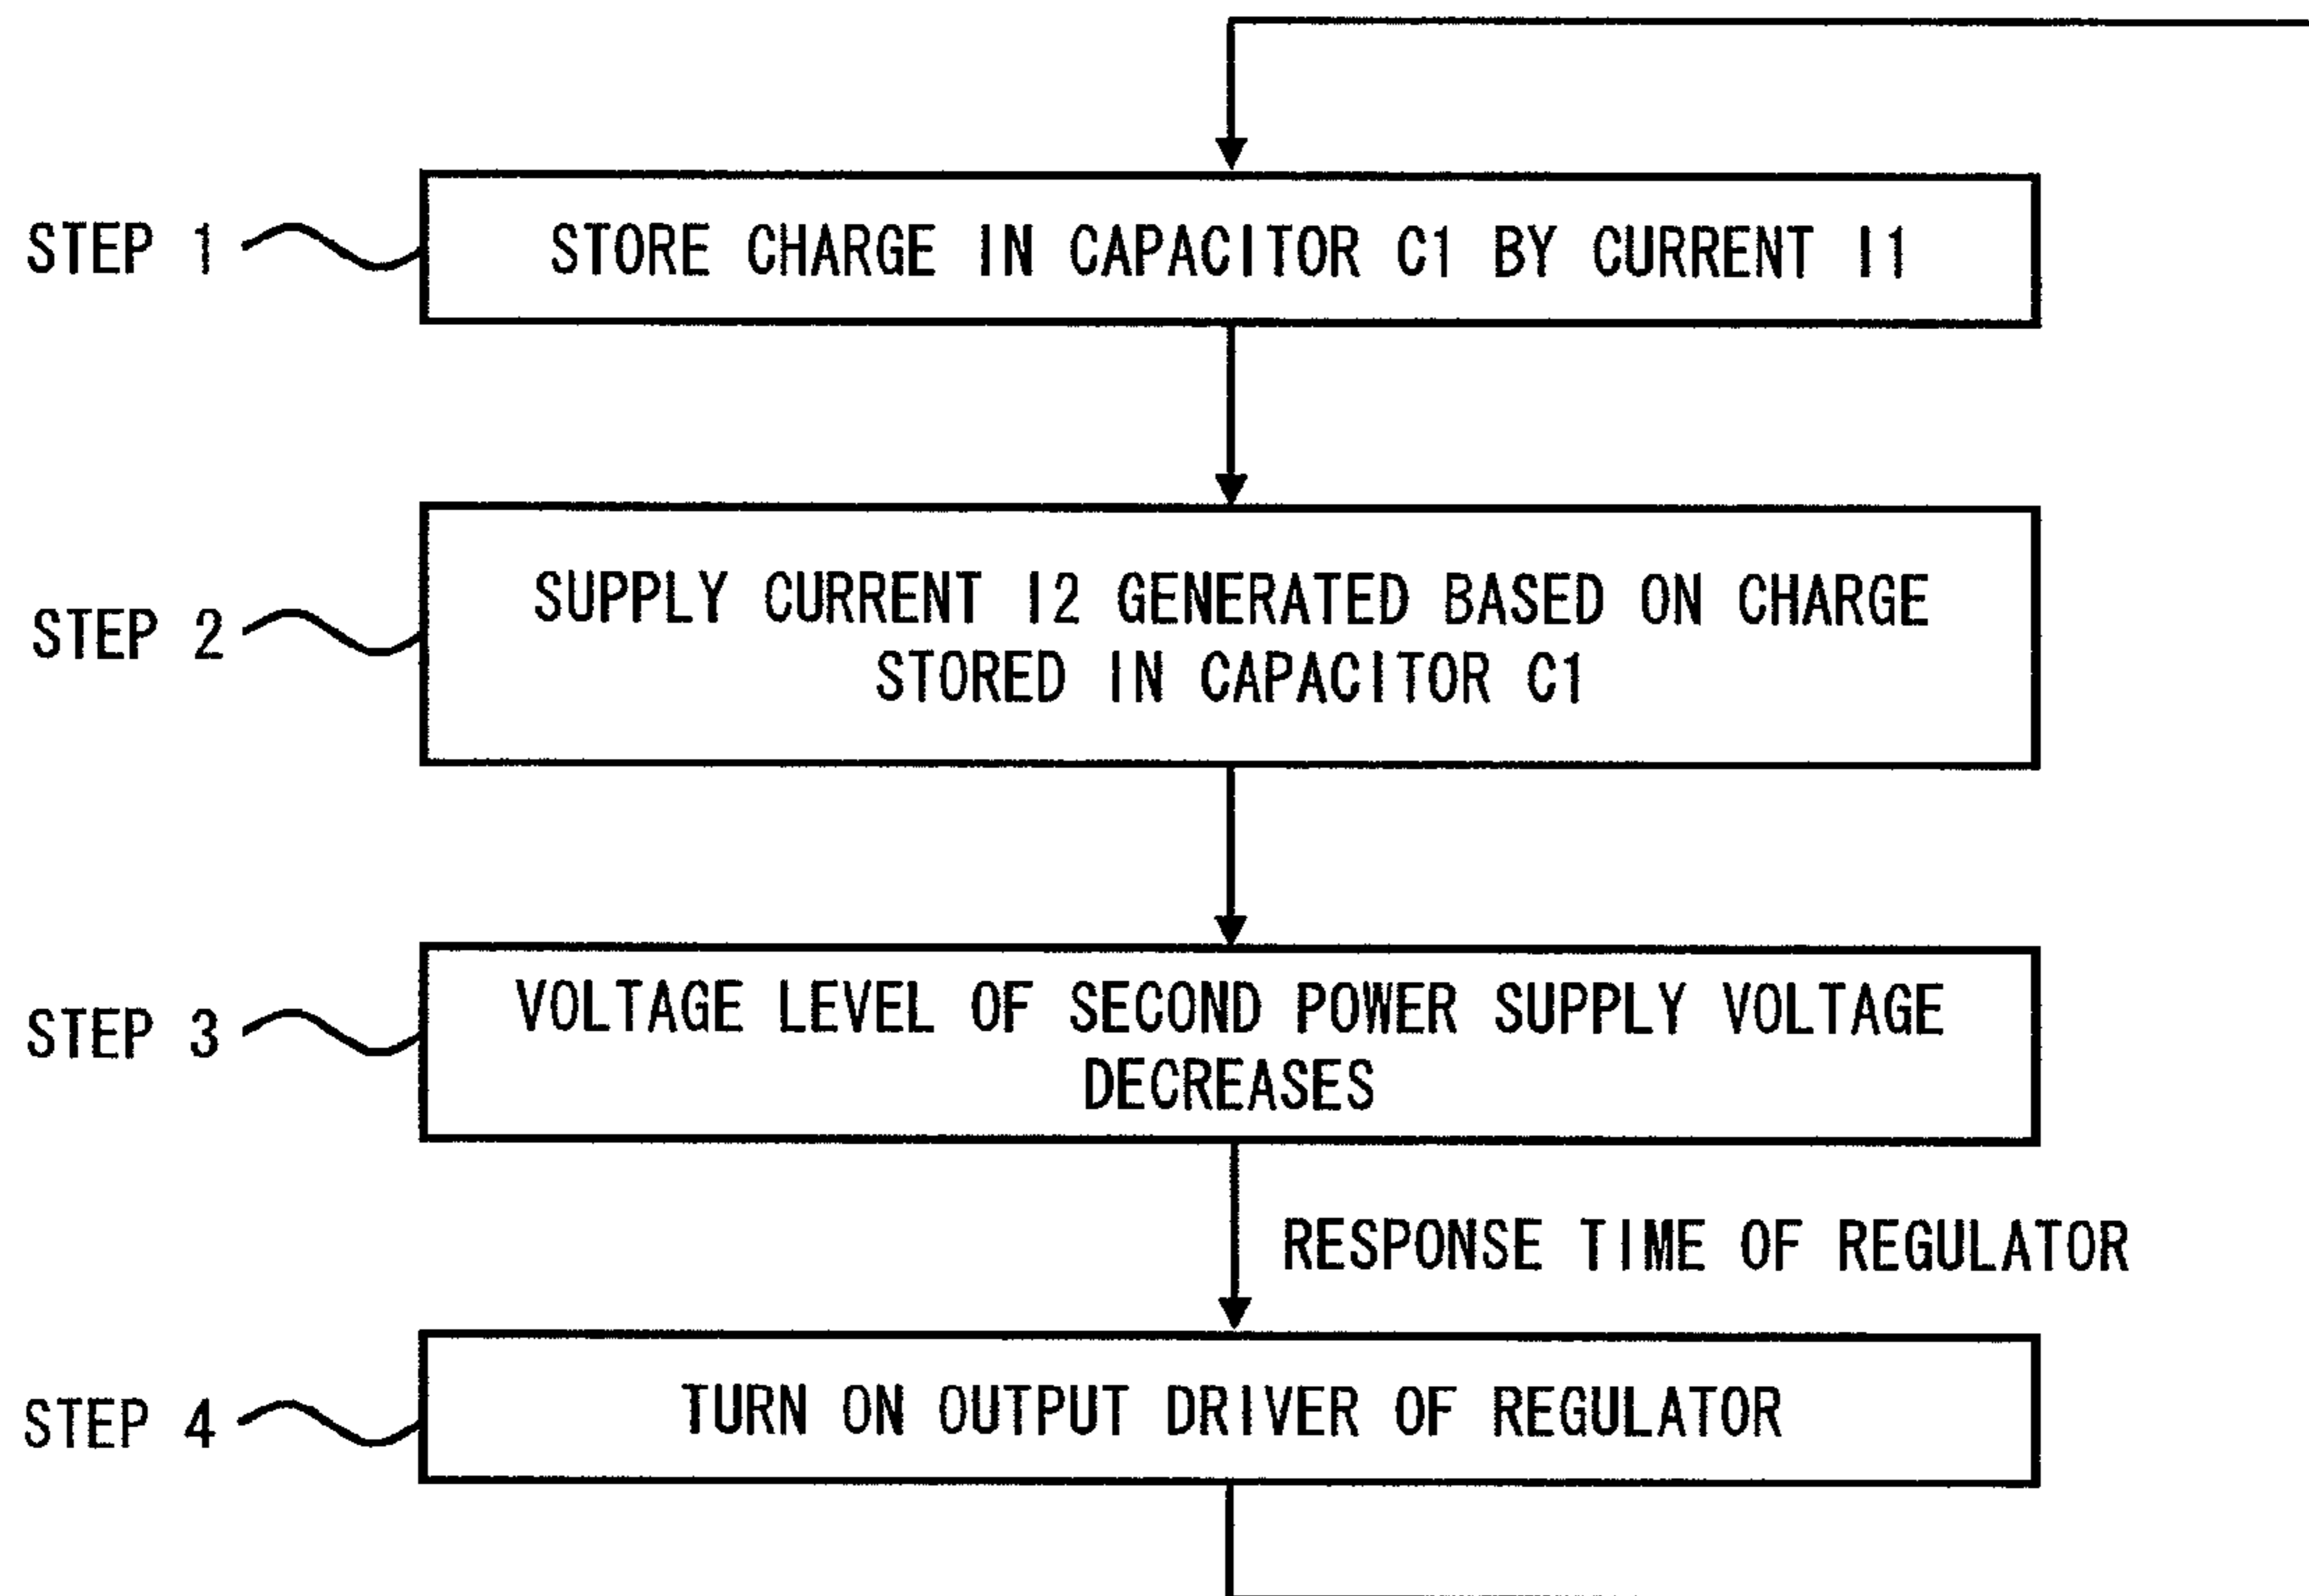 STEP 1
STORE CHARGE IN CAPACITOR C1 BY CURRENT I1
STEP 2
SUPPLY CURRENT I2 GENERATED BASED ON CHARGE
STORED IN CAPACITOR C1
STEP 3
VOLTAGE LEVEL OF SECOND POWER SUPPLY VOLTAGE
DECREASES
RESPONSE TIME OF REGULATOR
STEP 4
TURN ON OUTPUT DRIVER OF REGULATOR